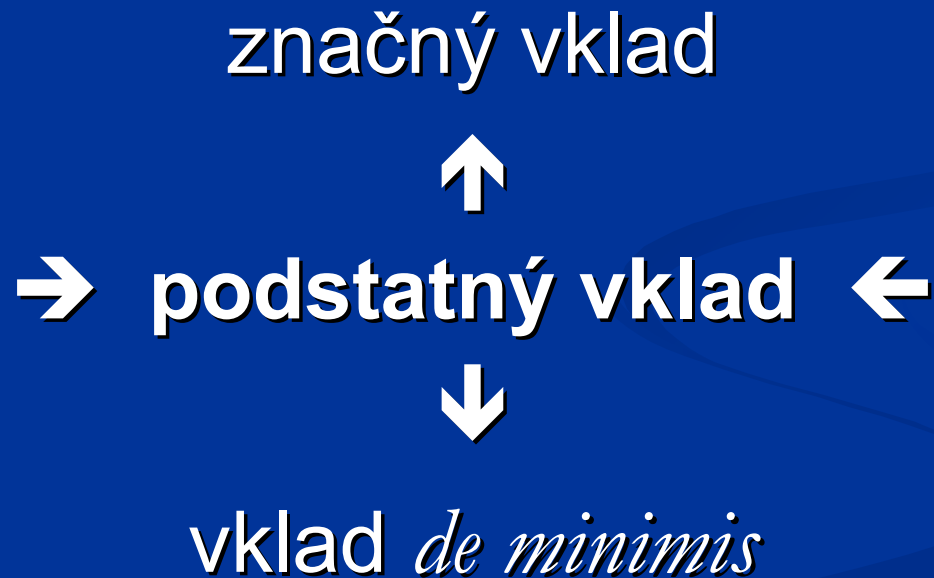 značný vklad
↑
→ podstatný vklad ←
↓
vklad de minimis